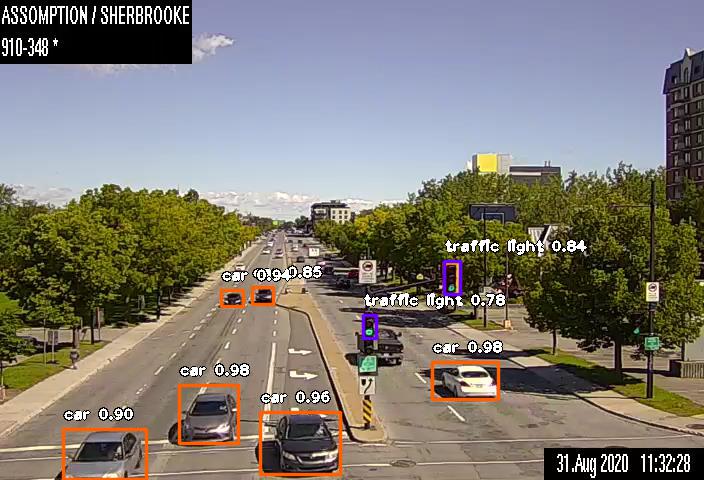 ASSOMPTION / SHERBROOKE
910-348 *
traffic light 0.84
car 0.94
0.85
traffic light 0.78
car 0.98
car 0.98
car 0.96
car 0.90
31.Aug 2020 11:32:28